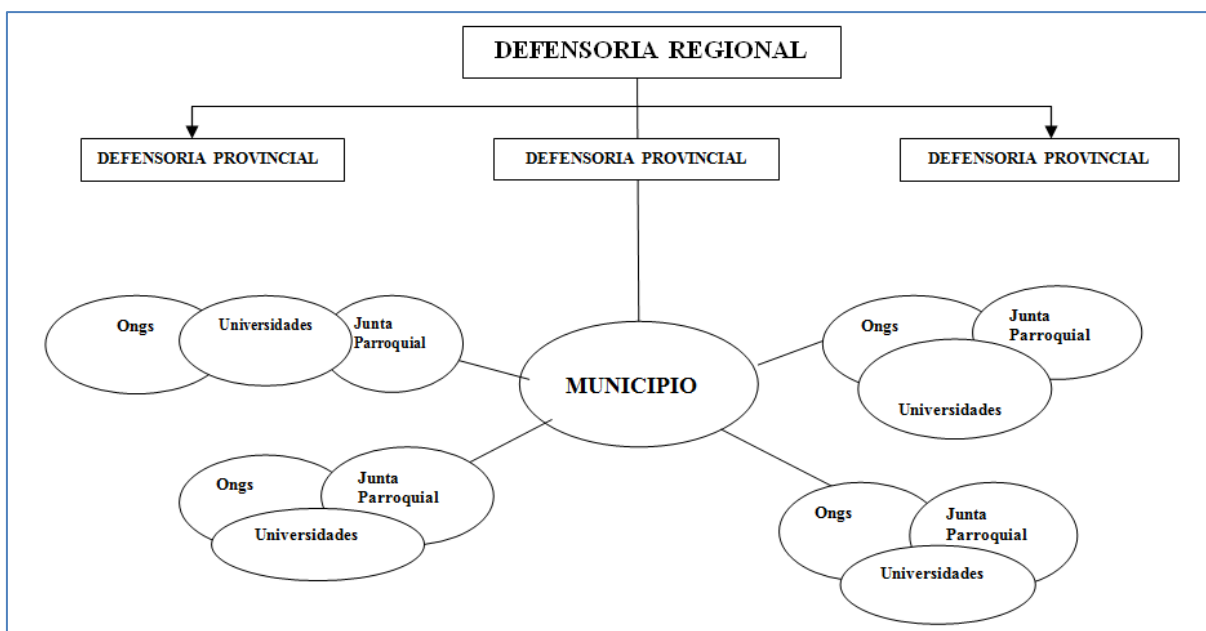 DEFENSORIA REGIONAL
DEFENSORIA PROVINCIAL
DEFENSORIA PROVINCIAL
DEFENSORIA PROVINCIAL
Ongs
Universidades
Junta
Parroquial
Ongs
Junta
Parroquial
Universidades
MUNICIPIO
Ongs
Junta
Parroquial
Universidades
Ongs
Junta
Parroquial
Universidades